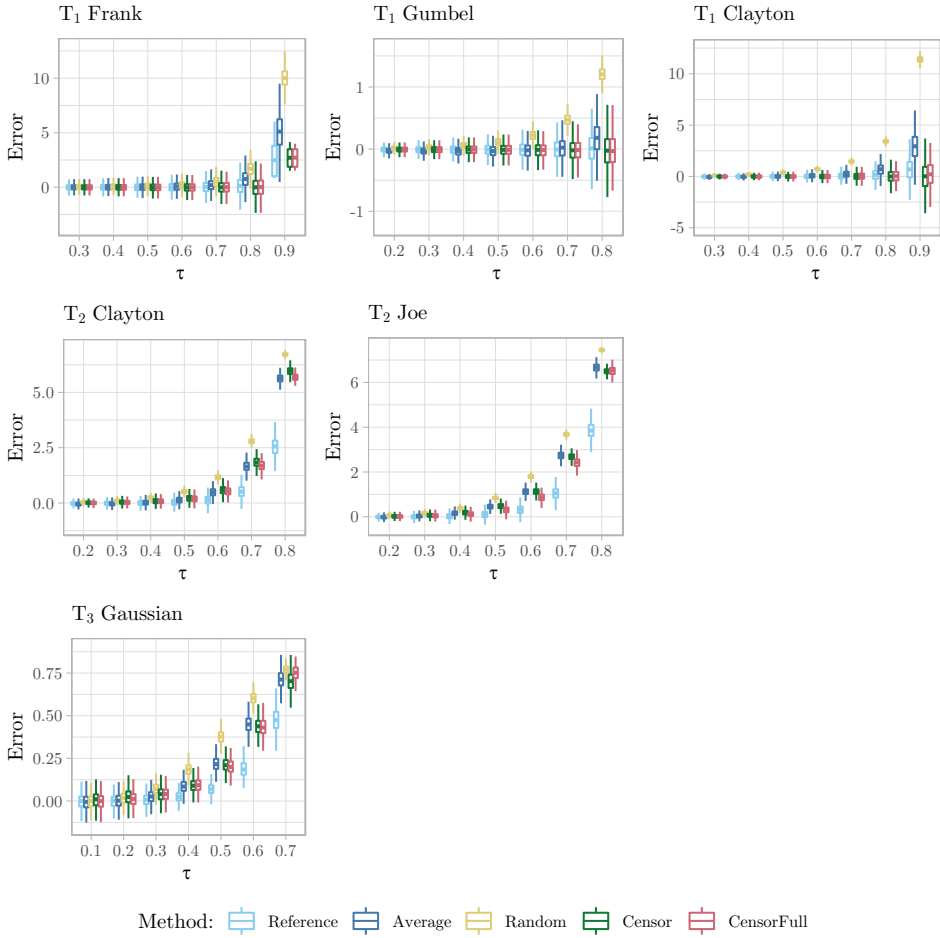 T₁ Frank
T₁ Gumbel
T₁ Clayton
Error
10
5
0
0.3 0.4 0.5 0.6 0.7 0.8 0.9
τ
Error
1
0
-1
0.2 0.3 0.4 0.5 0.6 0.7 0.8
τ
Error
10
5
0
-5
0.3 0.4 0.5 0.6 0.7 0.8 0.9
τ
T₂ Clayton
T₂ Joe
Error
5.0
2.5
0.0
0.2 0.3 0.4 0.5 0.6 0.7 0.8
τ
Error
6
4
2
0
0.2 0.3 0.4 0.5 0.6 0.7 0.8
τ
T₃ Gaussian
Error
0.75
0.50
0.25
0.00
0.1 0.2 0.3 0.4 0.5 0.6 0.7
τ
Method: Reference Average Random Censor CensorFull